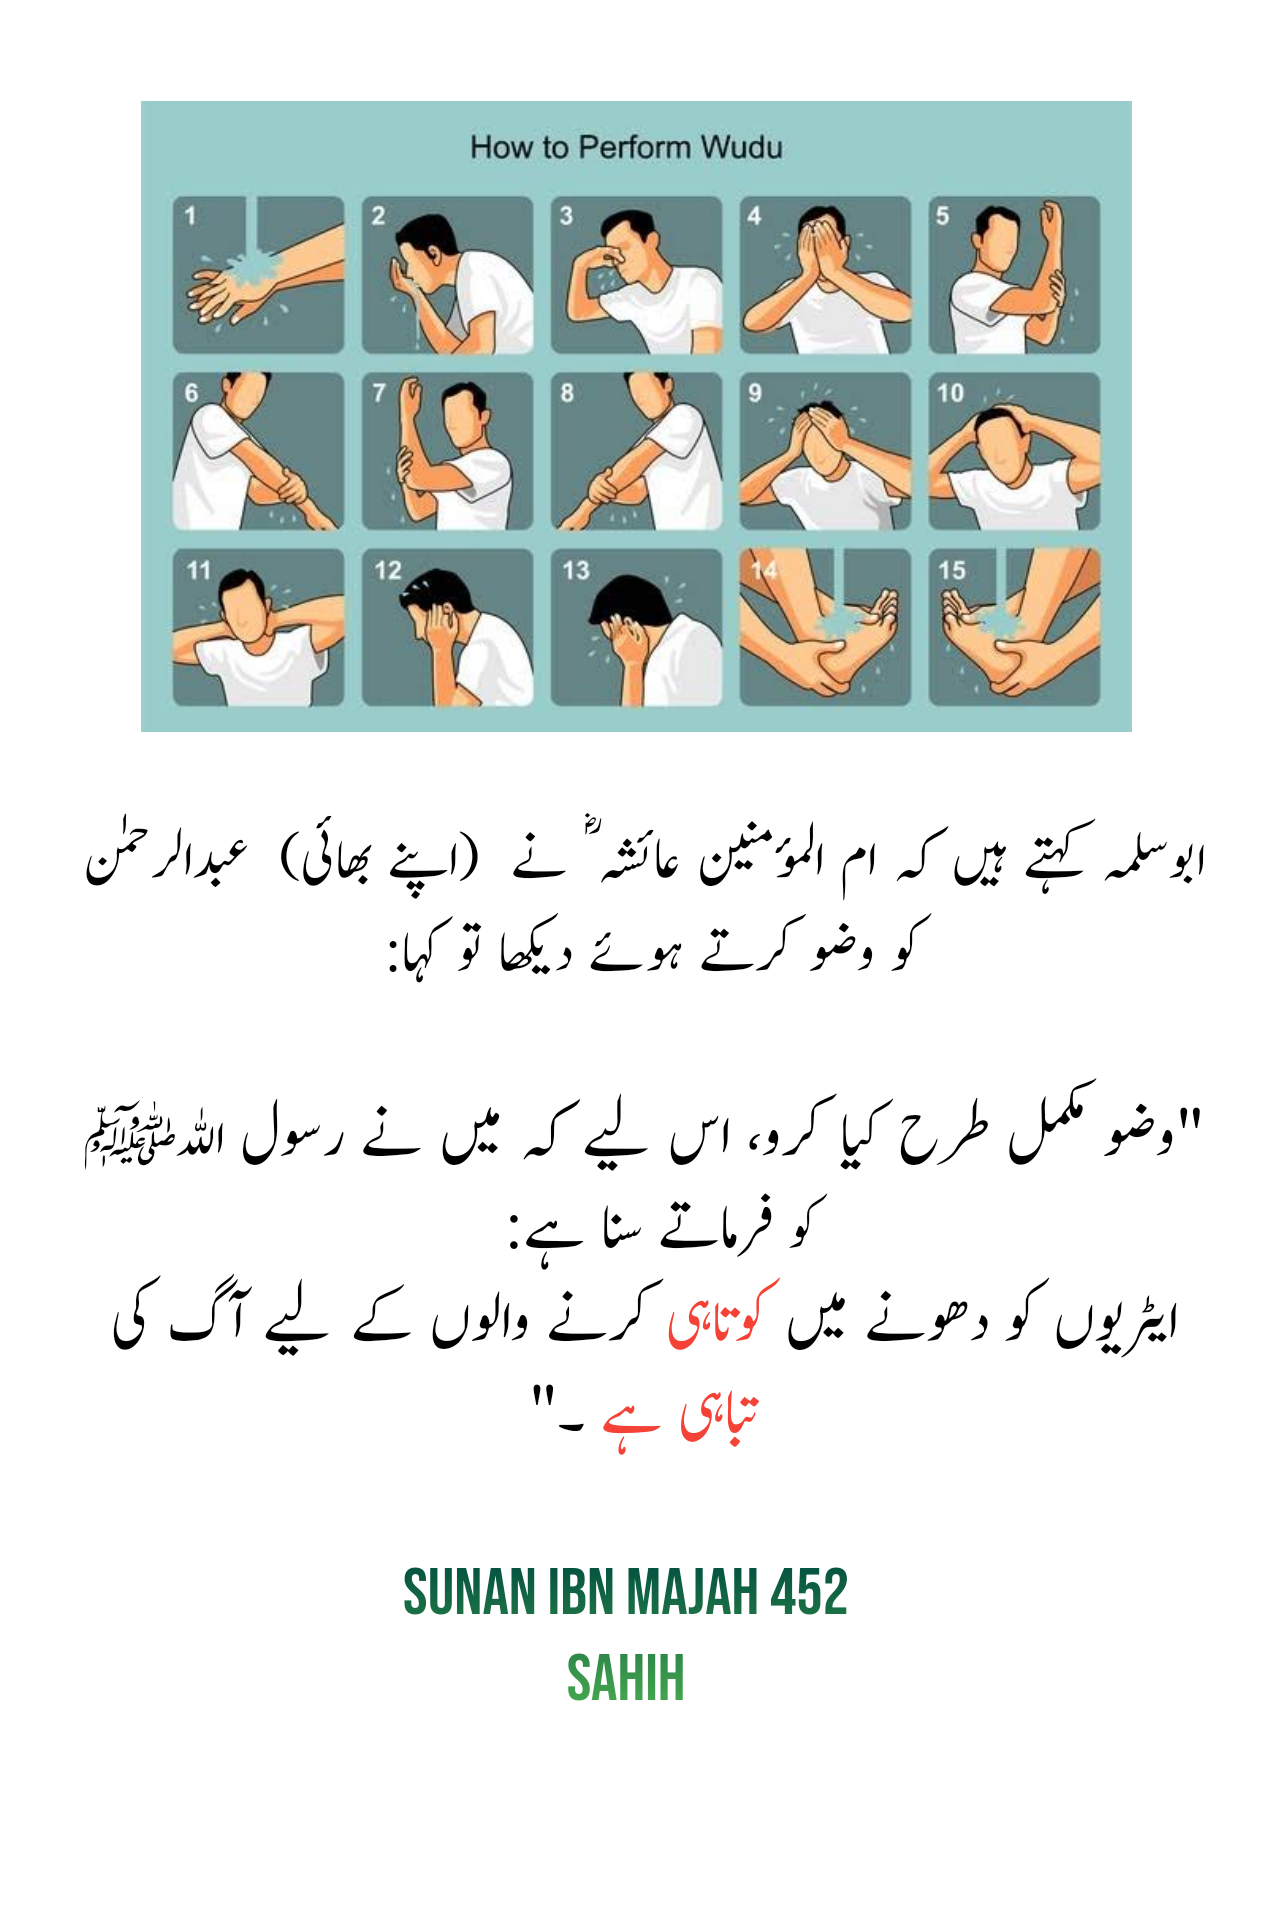 How to Perform Wudu
1 2 3 4 5
6 7 8 9 10
11 12 13 14 15
ابوسلمہ کہتے ہیں کہ ام المؤمنین عائشہ ؓ نے (اپنے بھائی) عبدالرحمٰن
کو وضو کرتے ہوئے دیکھا تو کہا:
"وضو مکمل طرح کیا کرو، اس لیے کہ میں نے رسول اللہ ﷺ
کو فرماتے سنا ہے:
ایٹریوں کو دھونے میں کوتاہی کرنے والوں کے لیے آگ کی
تباہی ہے ۔"
SUNAN IBN MAJAH 452
SAHIH